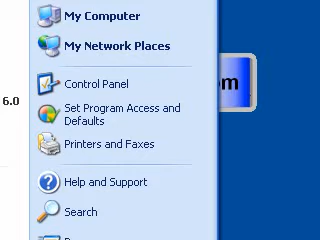 My Computer
My Network Places
Control Panel
6.0
Set Program Access and
Defaults
Printers and Faxes
Help and Support
Search